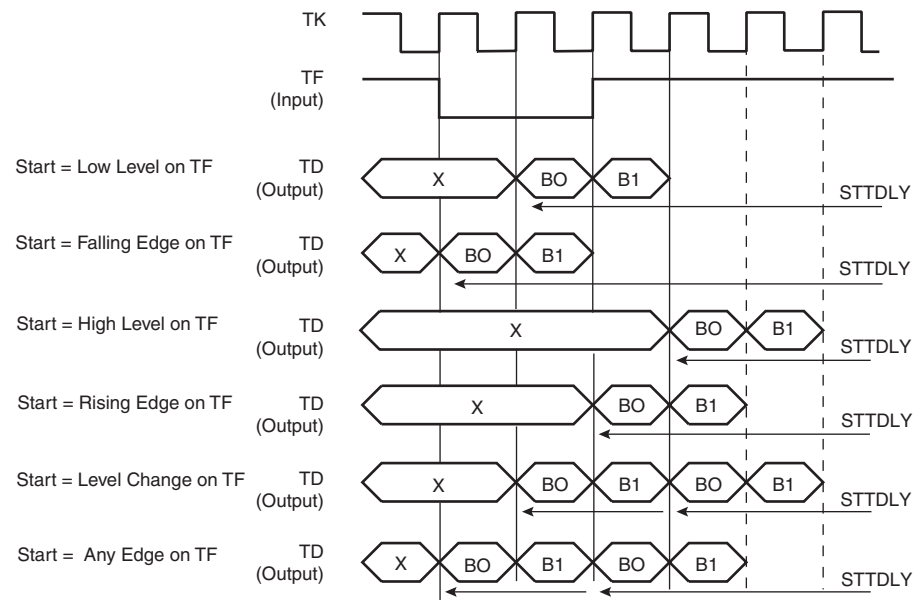 TK
TF
(Input)
Start = Low Level on TF
TD
(Output)
X
BO
B1
STTDLY
Start = Falling Edge on TF
TD
(Output)
X
BO
B1
STTDLY
Start = High Level on TF
TD
(Output)
X
BO
B1
STTDLY
Start = Rising Edge on TF
TD
(Output)
X
BO
B1
STTDLY
Start = Level Change on TF
TD
(Output)
X
BO
B1
BO
B1
STTDLY
Start = Any Edge on TF
TD
(Output)
X
BO
B1
BO
B1
STTDLY